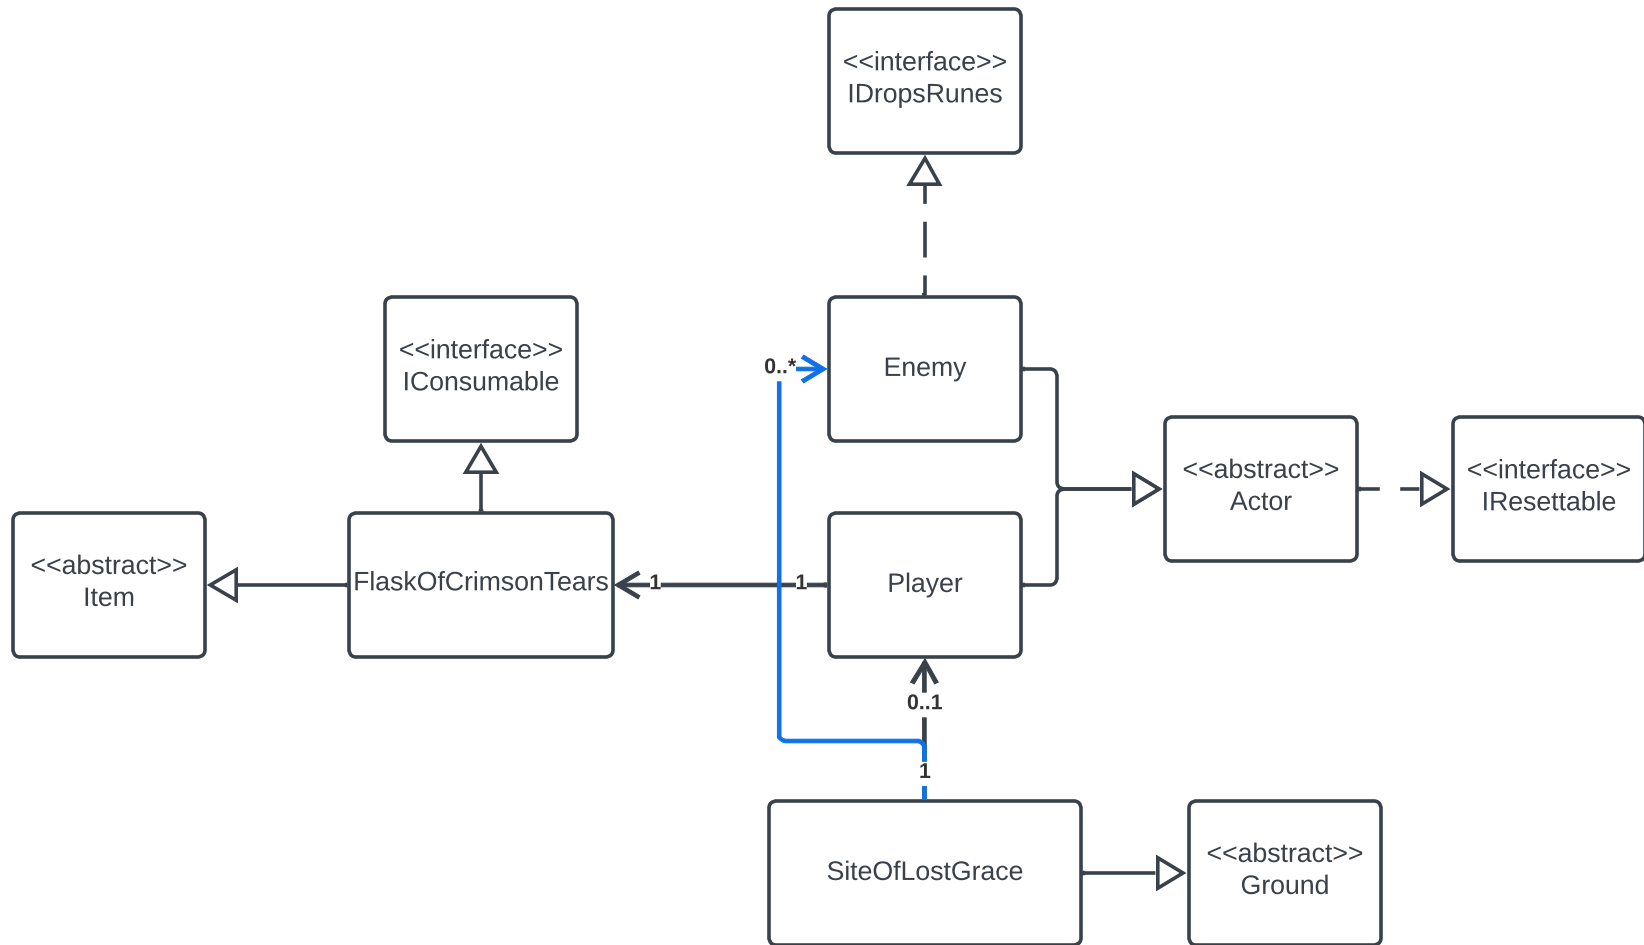 <<interface>>
IDropsRunes
<<interface>>
IConsumable
0..*
Enemy
<<abstract>>
Actor
<<interface>>
IResettable
<<abstract>>
Item
FlaskOfCrimsonTears
1
1
Player
0..1
1
SiteOfLostGrace
<<abstract>>
Ground